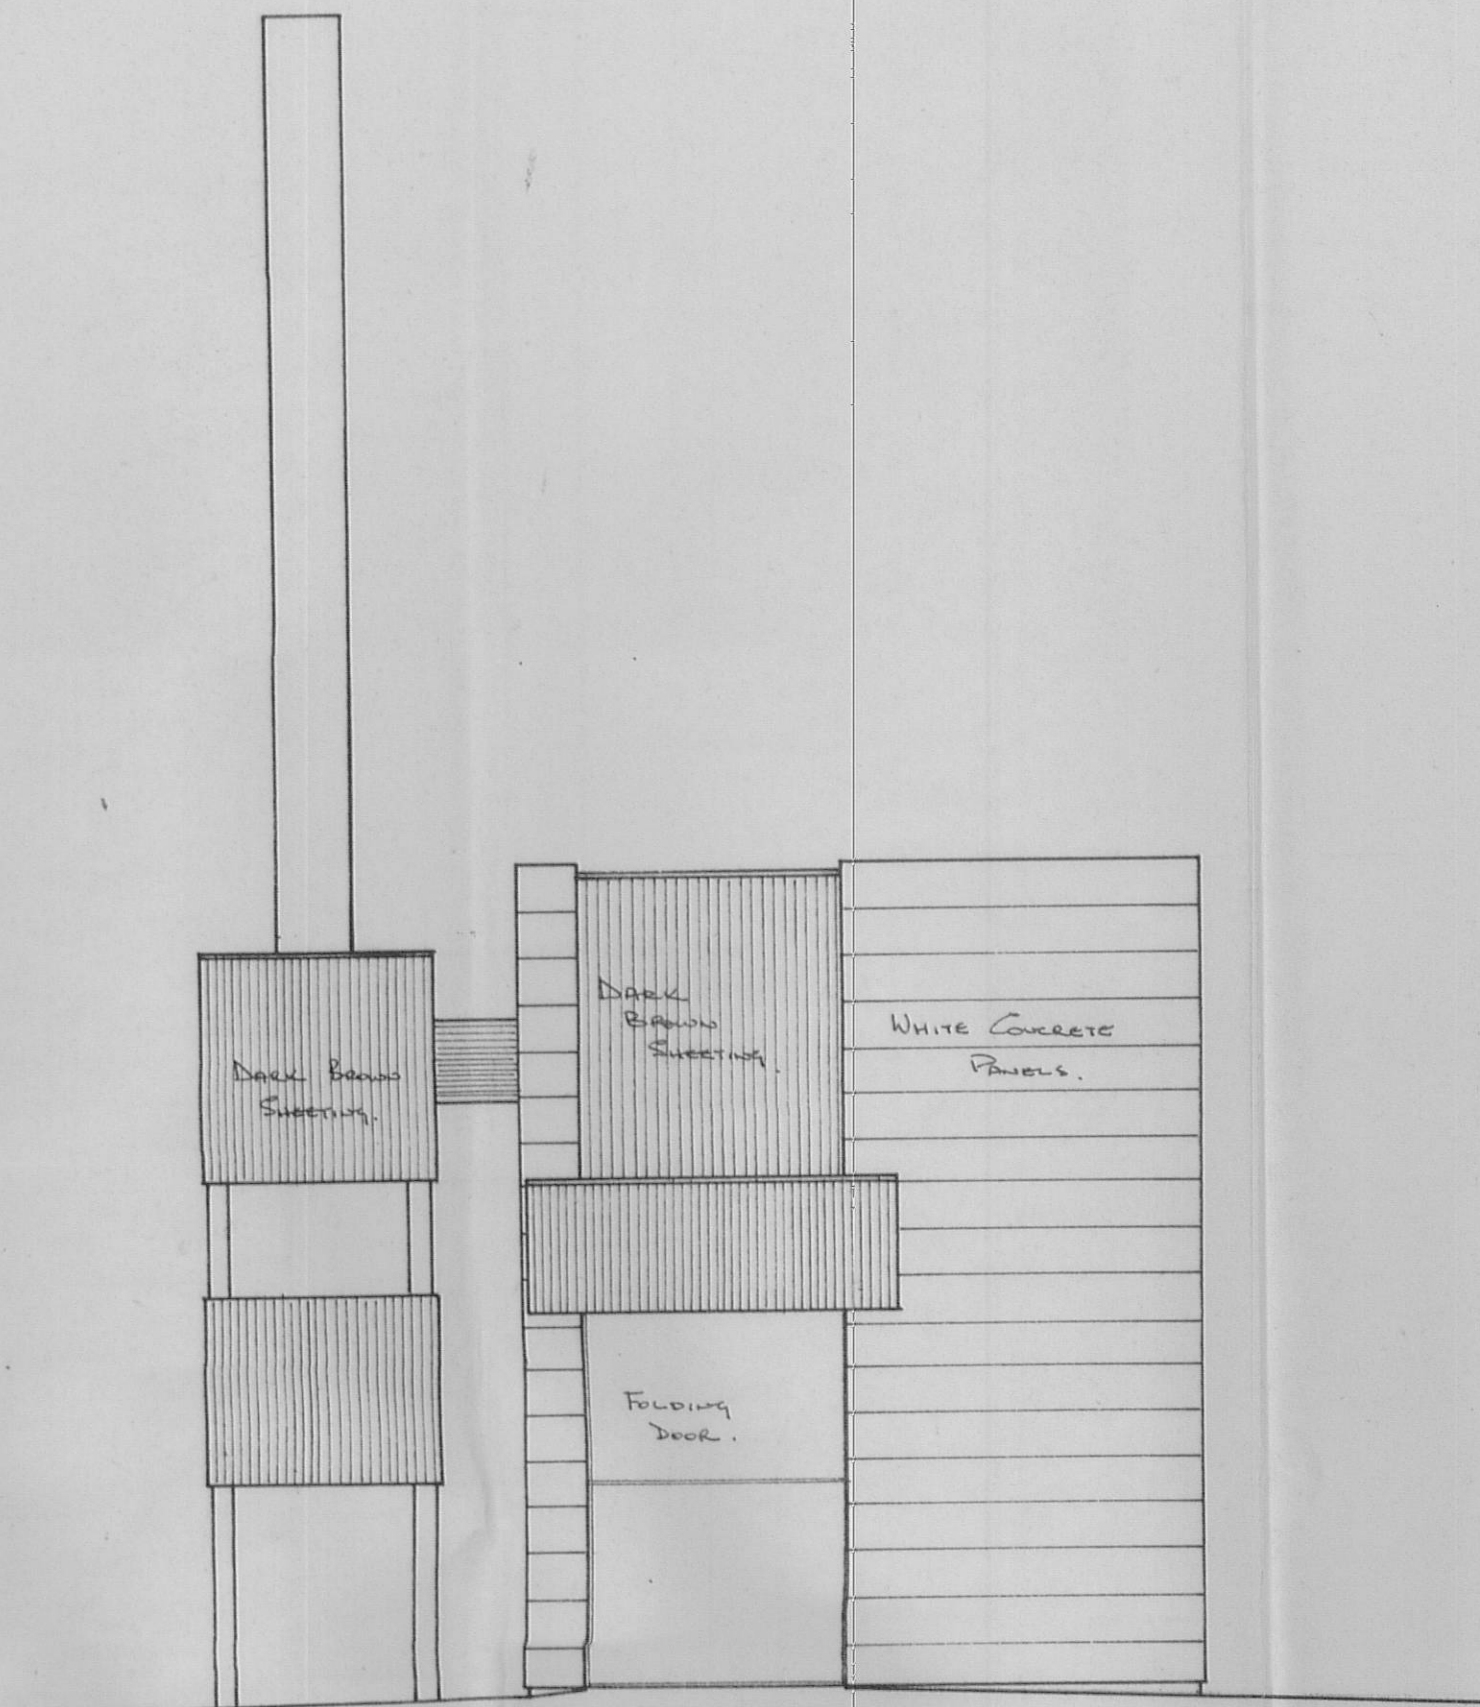 DARK BROWN
SHEETING.
DARK
BROWN
SHEETING.
WHITE CONCRETE
PANELS.
FOLDING
DOOR.